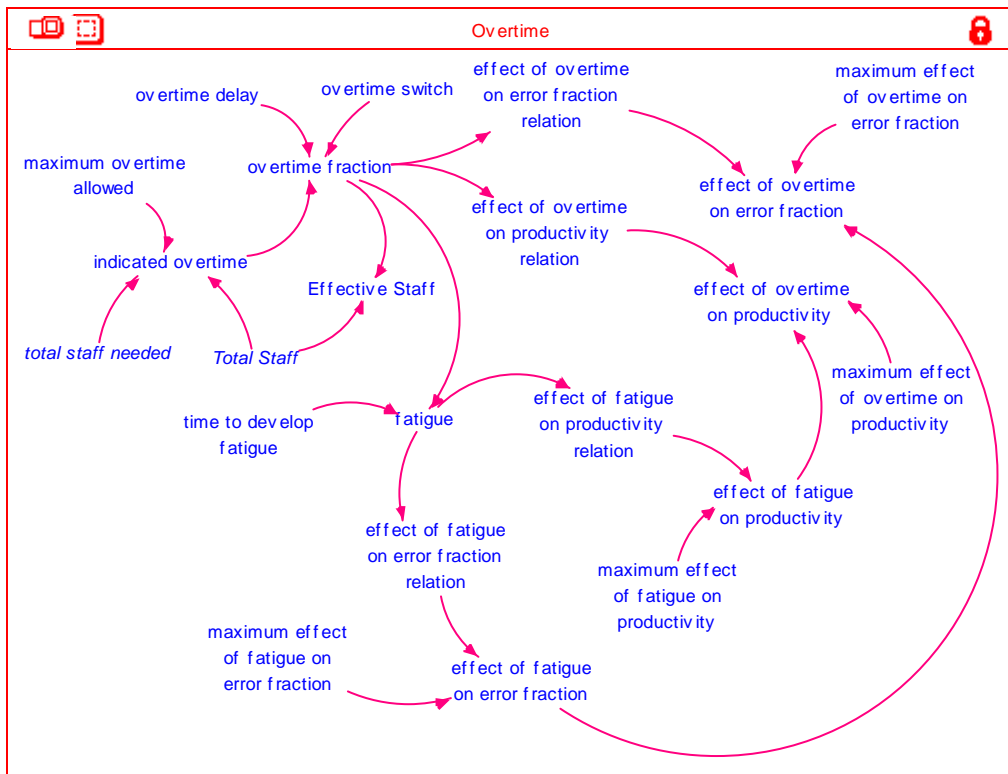 Overtime
overtime delay
overtime switch
effect of overtime
on error fraction
relation
maximum effect
of overtime on
error fraction
maximum overtime
allowed
overtime fraction
effect of overtime
on error fraction
effect of overtime
on productivity
relation
indicated overtime
Effective Staff
effect of overtime
on productivity
total staff needed
Total Staff
maximum effect
of overtime on
productivity
time to develop
fatigue
fatigue
effect of fatigue
on productivity
relation
effect of fatigue
on productivity
effect of fatigue
on error fraction
relation
maximum effect
of fatigue on
productivity
maximum effect
of fatigue on
error fraction
effect of fatigue
on error fraction